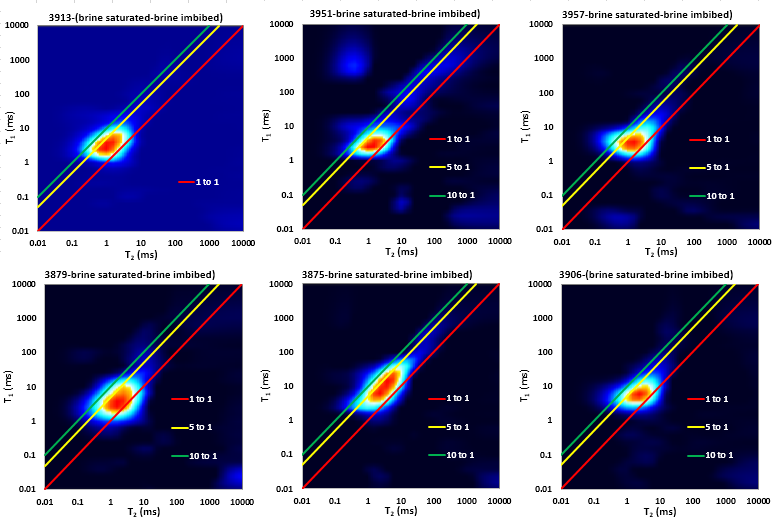 3913-(brine saturated-brine imbibed)
10000
1000
100
10
1
0.1
0.01
T1 (ms)
1 to 1
0.01 0.1 1 10 100 1000 10000
T2 (ms)
3951-brine saturated-brine imbibed)
10000
1000
100
10
1
0.1
0.01
T1 (ms)
1 to 1
5 to 1
10 to 1
0.01 0.1 1 10 100 1000 10000
T2 (ms)
3957-brine saturated-brine imbibed)
10000
1000
100
10
1
0.1
0.01
T1 (ms)
1 to 1
5 to 1
10 to 1
0.01 0.1 1 10 100 1000 10000
T2 (ms)
3879-brine saturated-brine imbibed)
10000
1000
100
10
1
0.1
0.01
T1 (ms)
1 to 1
5 to 1
10 to 1
0.01 0.1 1 10 100 1000 10000
T2 (ms)
3875-brine saturated-brine imbibed)
10000
1000
100
10
1
0.1
0.01
T1 (ms)
1 to 1
5 to 1
10 to 1
0.01 0.1 1 10 100 1000 10000
T2 (ms)
3906-(brine saturated-brine imbibed)
10000
1000
100
10
1
0.1
0.01
T1 (ms)
1 to 1
5 to 1
10 to 1
0.01 0.1 1 10 100 1000 10000
T2 (ms)